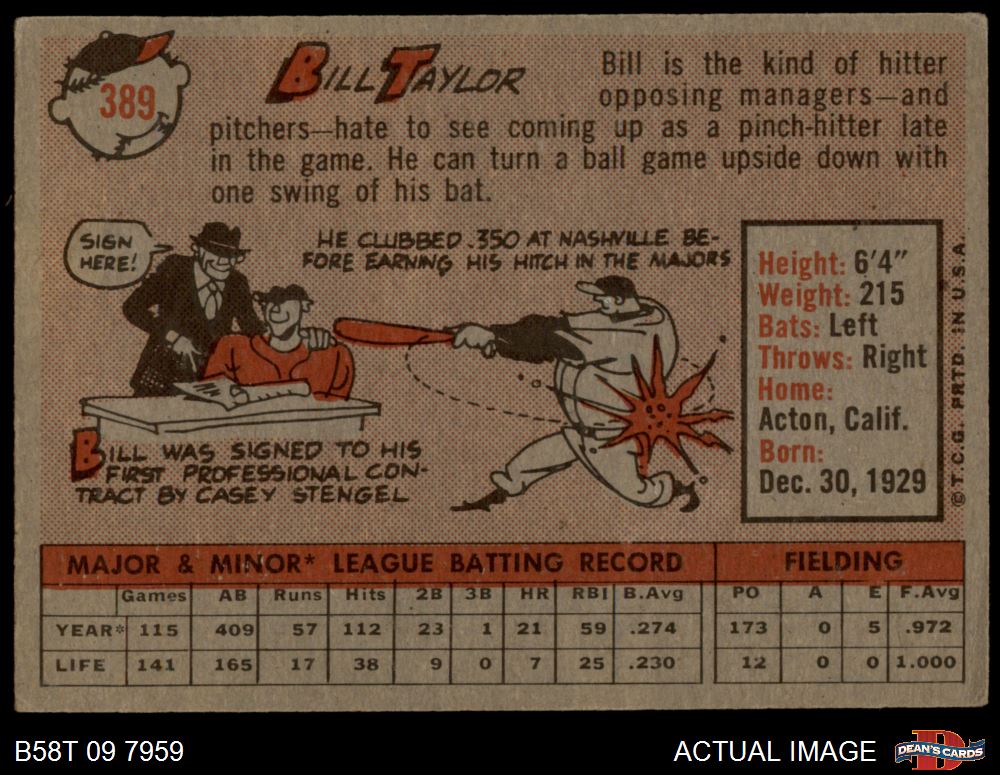 389
BILL TAYLOR
Bill is the kind of hitter
opposing managers—and
pitchers—hate to see coming up as a pinch-hitter late
in the game. He can turn a ball game upside down with
one swing of his bat.
SIGN
HERE!
HE CLUBBED .350 AT NASHVILLE BE-
FORE EARNING HIS HITCH IN THE MAJORS
BILL WAS SIGNED TO HIS
FIRST PROFESSIONAL CON-
TRACT BY CASEY STENGEL
Height: 6'4"
Weight: 215
Bats: Left
Throws: Right
Home:
Acton, Calif.
Born:
Dec. 30, 1929
© T.C.G. PRTD. IN U.S.A.
MAJOR & MINOR* LEAGUE BATTING RECORD FIELDING
Games AB Runs Hits 2B 3B HR RBI B.Avg PO A E F.Avg
YEAR* 115 409 57 112 23 1 21 59 .274 173 0 5 .972
LIFE 141 165 17 38 9 0 7 25 .230 12 0 0 1.000
B58T 09 7959
ACTUAL IMAGE
D
DEAN'S CARDS